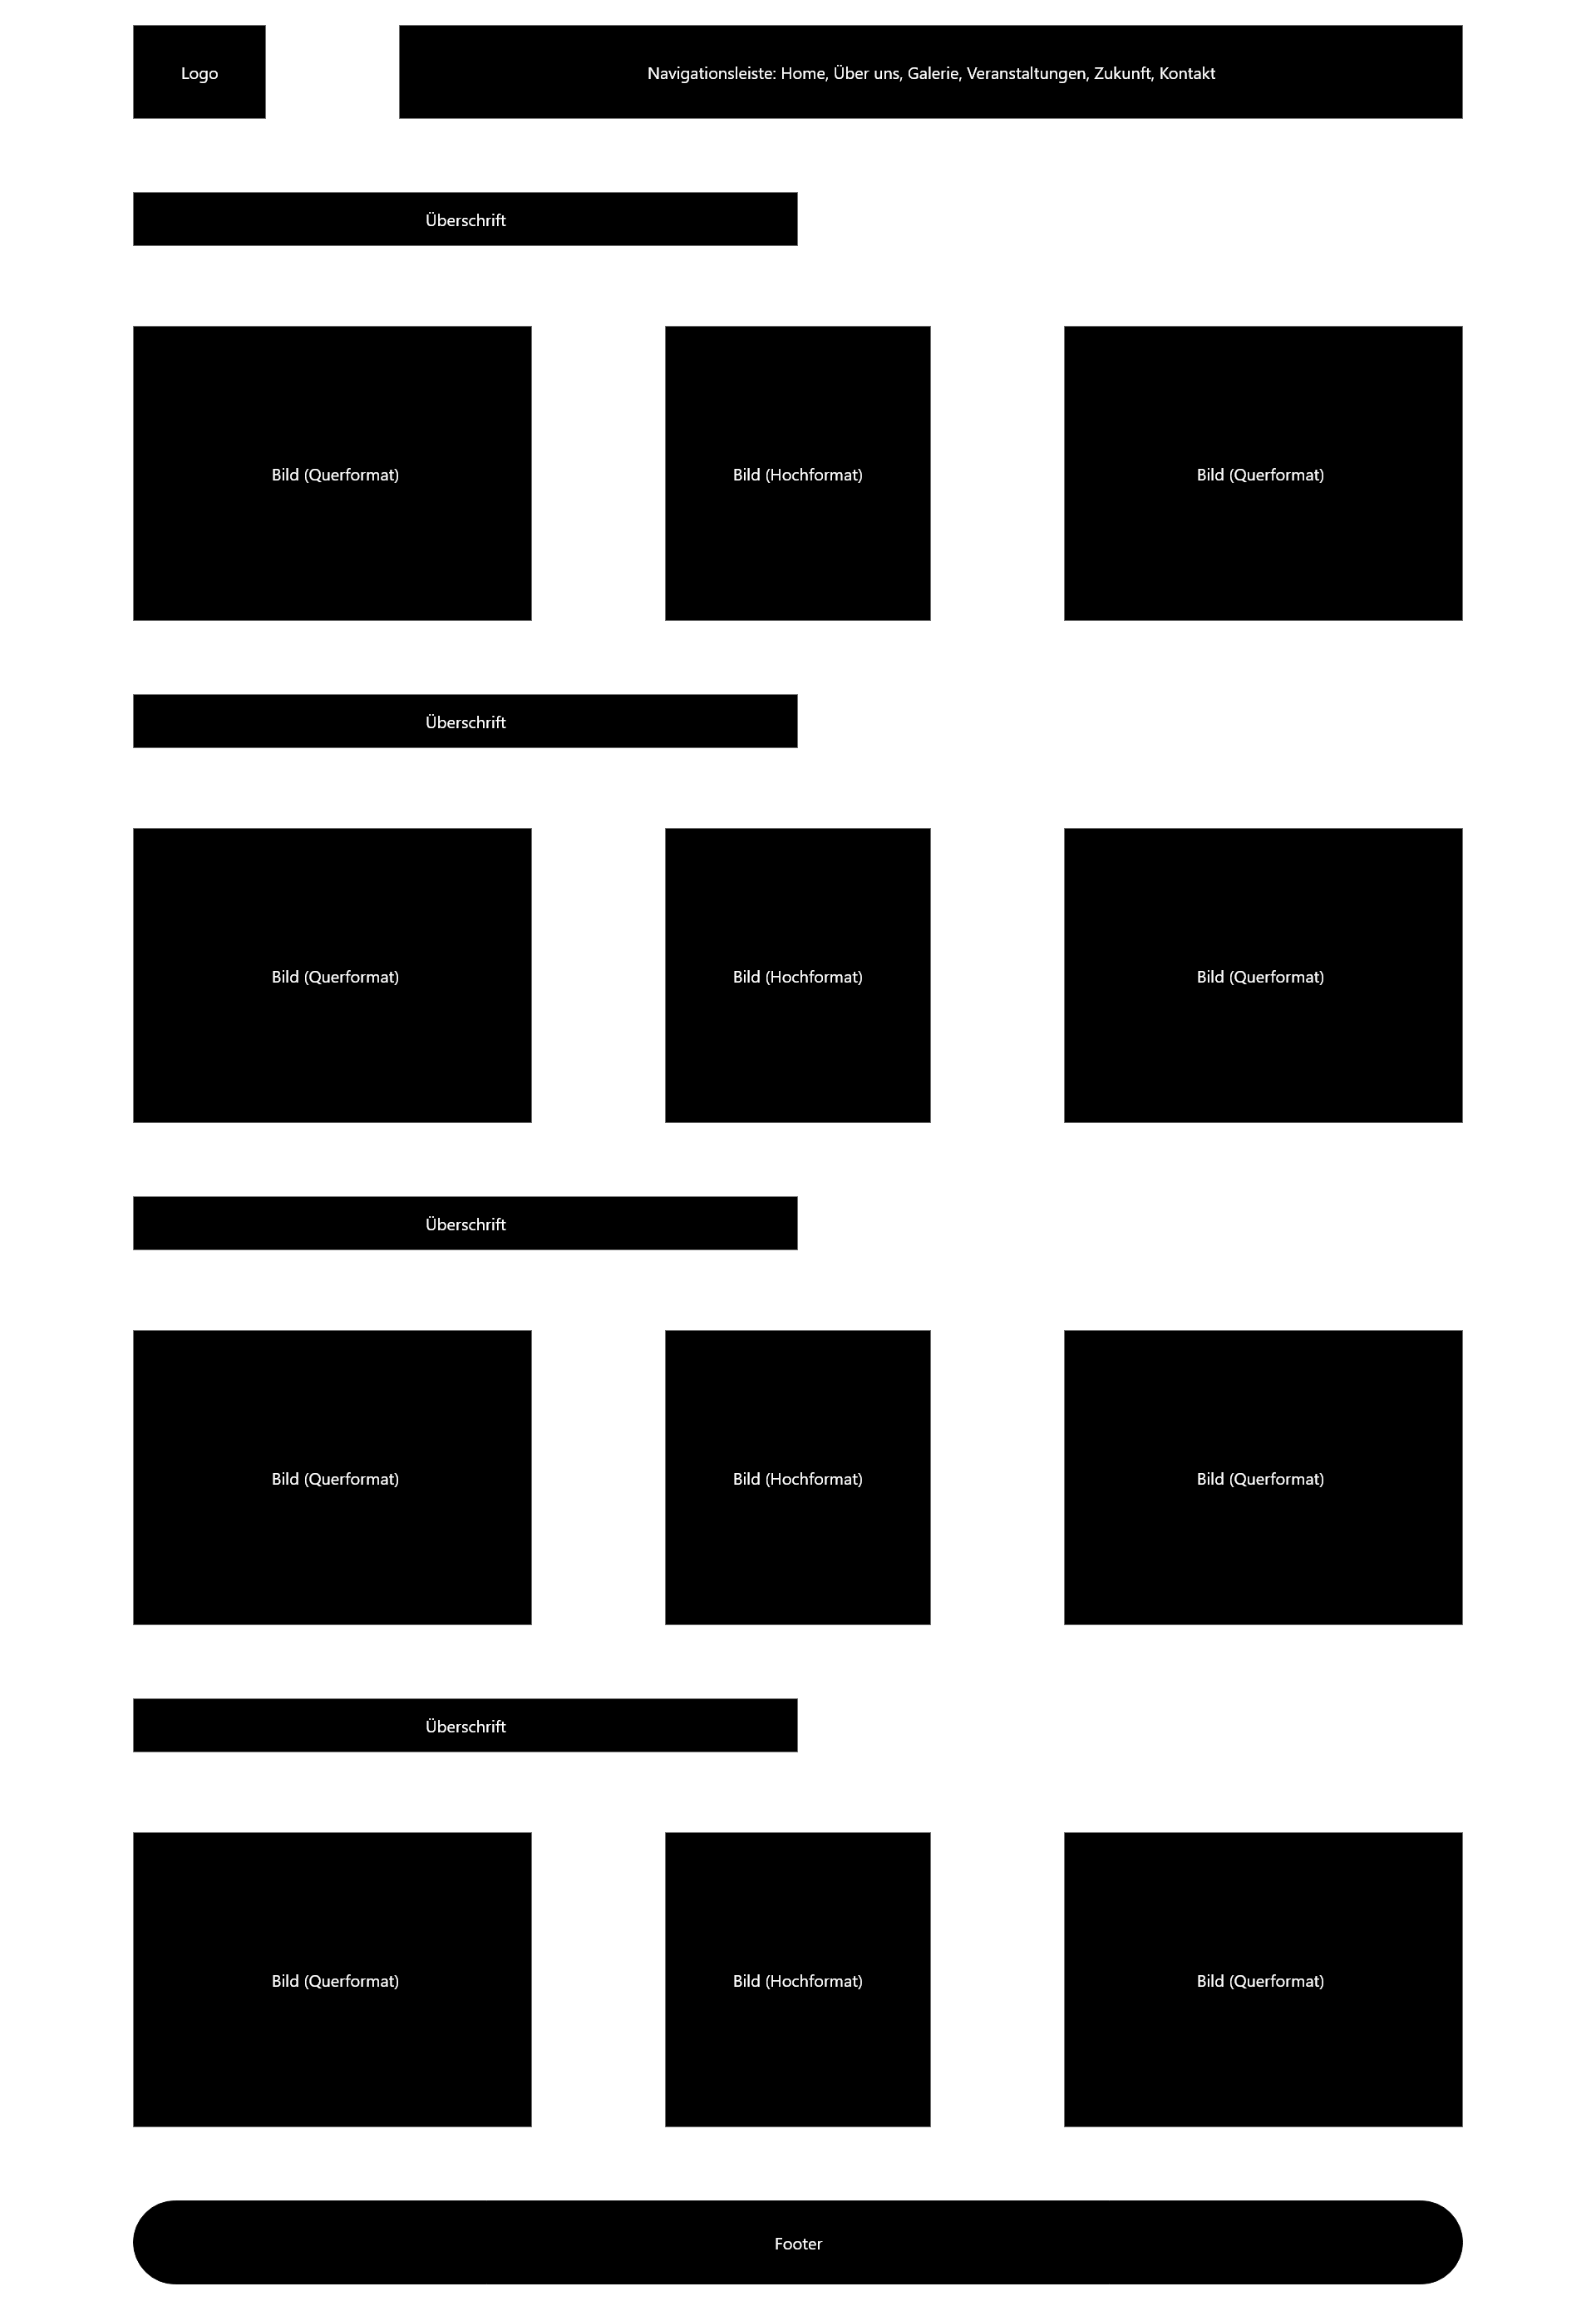 Logo
Navigationsleiste: Home, Über uns, Galerie, Veranstaltungen, Zukunft, Kontakt
Überschrift
Bild (Querformat)
Bild (Hochformat)
Bild (Querformat)
Überschrift
Bild (Querformat)
Bild (Hochformat)
Bild (Querformat)
Überschrift
Bild (Querformat)
Bild (Hochformat)
Bild (Querformat)
Überschrift
Bild (Querformat)
Bild (Hochformat)
Bild (Querformat)
Footer